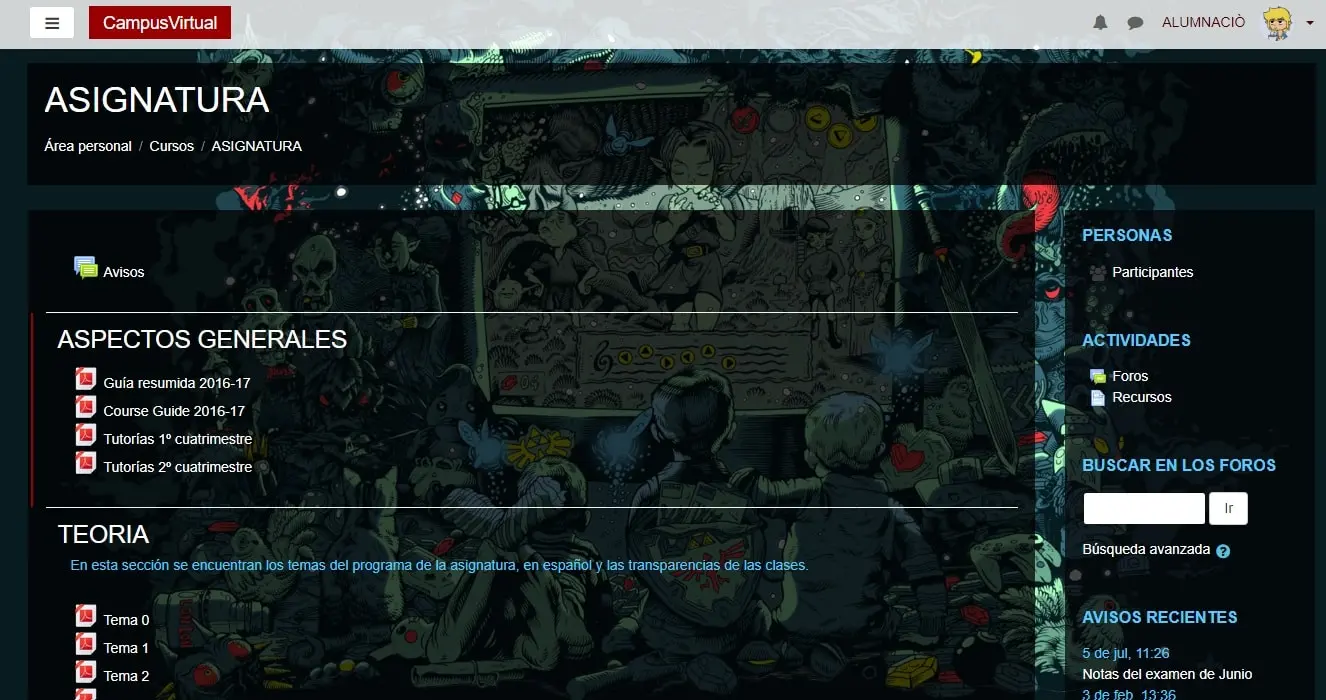 CampusVirtual
ALUMNACIÒ
ASIGNATURA
Área personal / Cursos / ASIGNATURA
Avisos
ASPECTOS GENERALES
Guía resumida 2016-17
Course Guide 2016-17
Tutorías 1º cuatrimestre
Tutorías 2º cuatrimestre
TEORIA
En esta sección se encuentran los temas del programa de la asignatura, en español y las transparencias de las clases.
Tema 0
Tema 1
Tema 2
PERSONAS
Participantes
ACTIVIDADES
Foros
Recursos
BUSCAR EN LOS FOROS
Ir
Búsqueda avanzada
AVISOS RECIENTES
5 de jul, 11:26
Notas del examen de Junio
3 de feb, 13:36